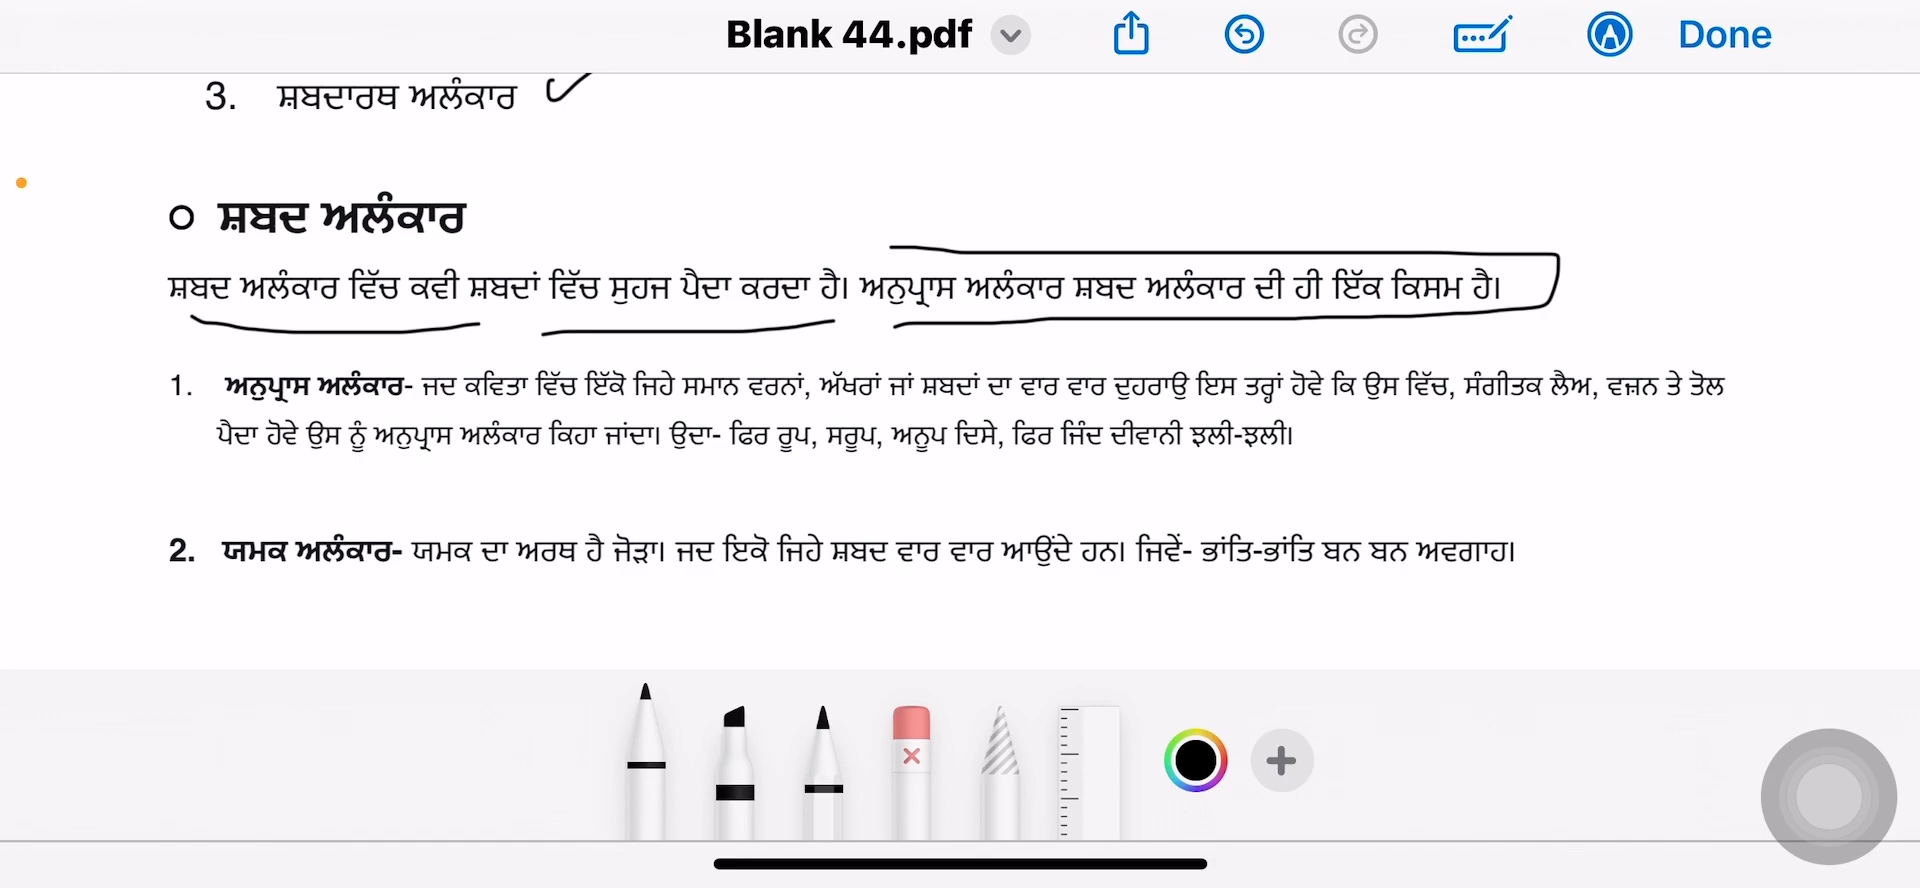 Blank 44.pdf
Done
3. ਸ਼ਬਦਾਰਥ ਅਲੰਕਾਰ
ਸ਼ਬਦ ਅਲੰਕਾਰ
ਸ਼ਬਦ ਅਲੰਕਾਰ ਵਿੱਚ ਕਵੀ ਸ਼ਬਦਾਂ ਵਿੱਚ ਸੁਹਜ ਪੈਦਾ ਕਰਦਾ ਹੈ। ਅਨੁਪ੍ਰਾਸ ਅਲੰਕਾਰ ਸ਼ਬਦ ਅਲੰਕਾਰ ਦੀ ਹੀ ਇੱਕ ਕਿਸਮ ਹੈ।
1. ਅਨੁਪ੍ਰਾਸ ਅਲੰਕਾਰ- ਜਦ ਕਵਿਤਾ ਵਿੱਚ ਇੱਕੋ ਜਿਹੇ ਸਮਾਨ ਵਰਨਾਂ, ਅੱਖਰਾਂ ਜਾਂ ਸ਼ਬਦਾਂ ਦਾ ਵਾਰ ਵਾਰ ਦੁਹਰਾਉ ਇਸ ਤਰ੍ਹਾਂ ਹੋਵੇ ਕਿ ਉਸ ਵਿੱਚ, ਸੰਗੀਤਕ ਲੈਅ, ਵਜ਼ਨ ਤੇ ਤੋਲ
ਪੈਦਾ ਹੋਵੇ ਉਸ ਨੂੰ ਅਨੁਪ੍ਰਾਸ ਅਲੰਕਾਰ ਕਿਹਾ ਜਾਂਦਾ। ਉਦਾ- ਫਿਰ ਰੂਪ, ਸਰੂਪ, ਅਨੂਪ ਦਿਸੇ, ਫਿਰ ਜਿੰਦ ਦੀਵਾਨੀ ਝਲੀ-ਝਲੀ।
2. ਯਮਕ ਅਲੰਕਾਰ- ਯਮਕ ਦਾ ਅਰਥ ਹੈ ਜੋੜਾ। ਜਦ ਇਕੋ ਜਿਹੇ ਸ਼ਬਦ ਵਾਰ ਵਾਰ ਆਉਂਦੇ ਹਨ। ਜਿਵੇਂ- ਭਾਂਤਿ-ਭਾਂਤਿ ਬਨ ਬਨ ਅਵਗਾਹ।